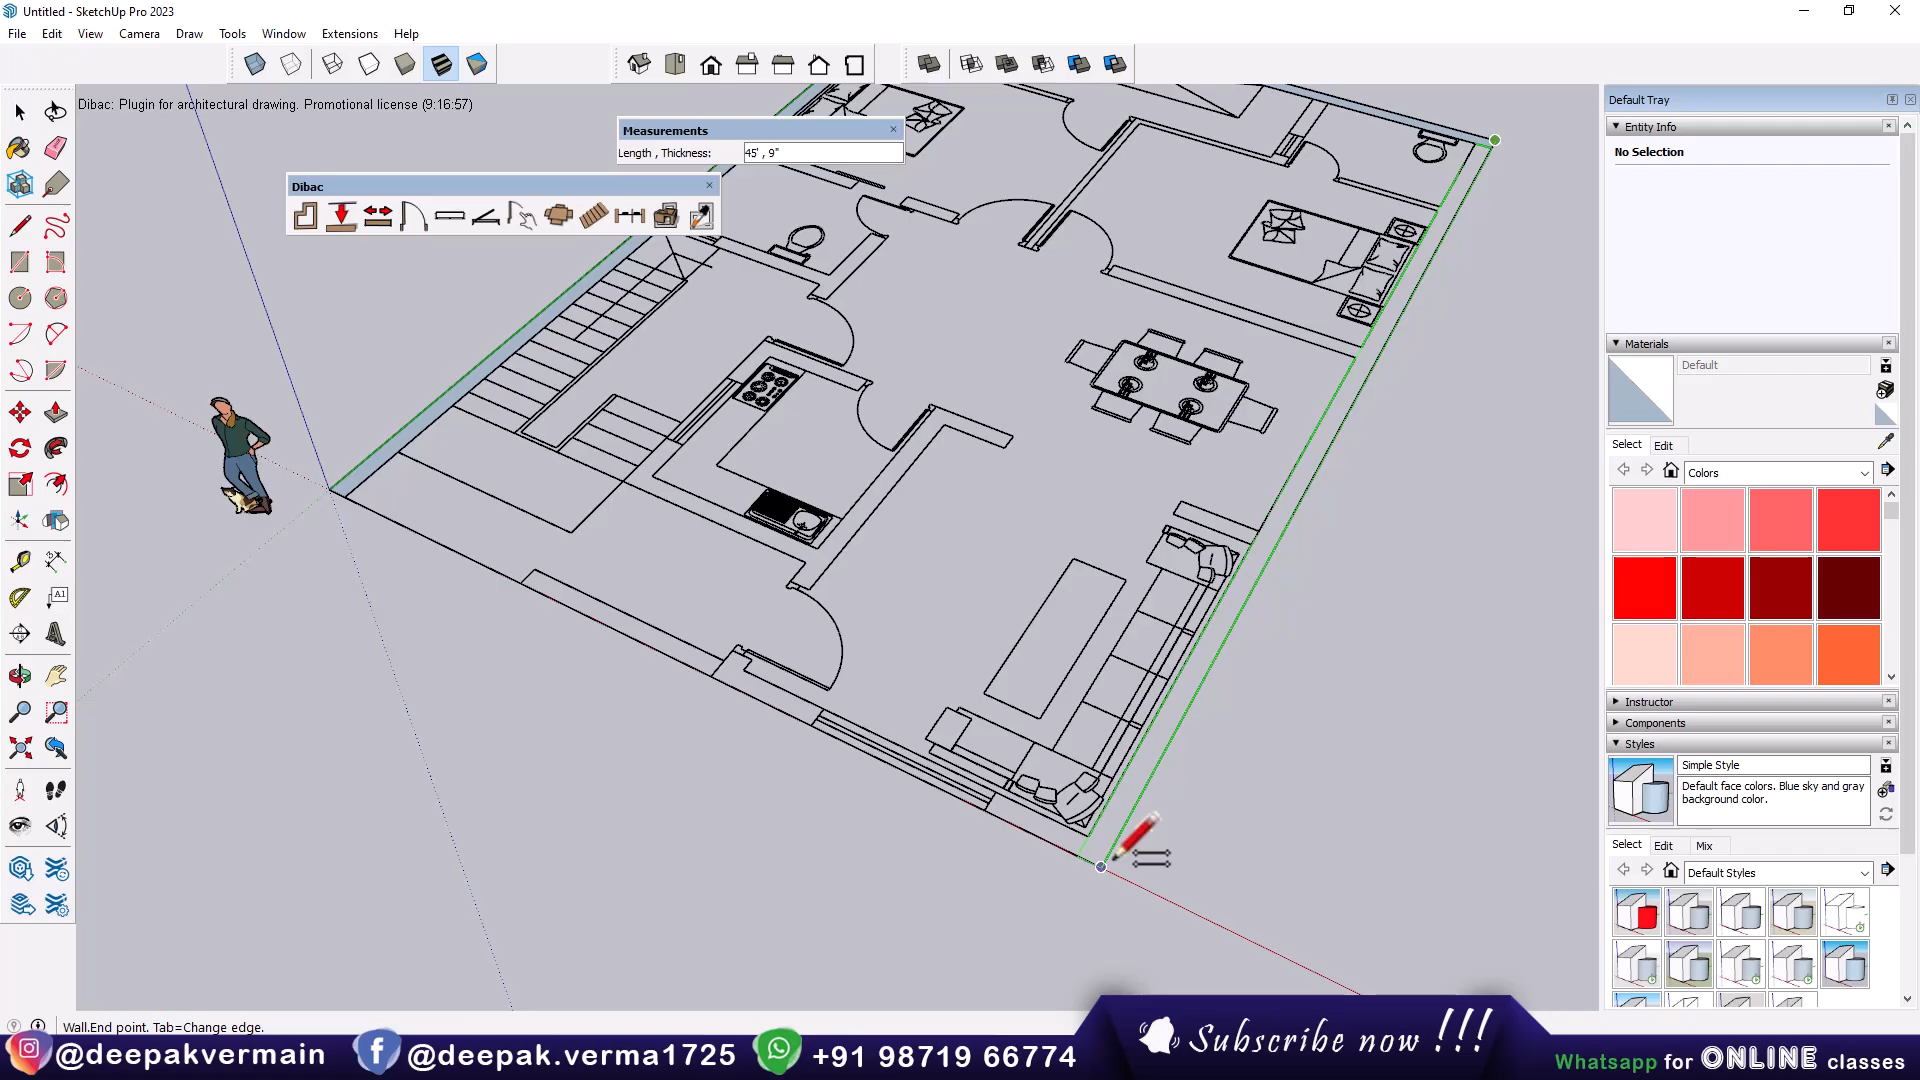 Untitled - SketchUp Pro 2023
File Edit View Camera Draw Tools Window Extensions Help
Dibac: Plugin for architectural drawing. Promotional license (9:16:57)
Measurements
Length , Thickness: 45' , 9"
Dibac
A1
Default Tray
Entity Info
No Selection
Materials
Default
Select Edit
Colors
Instructor
Components
Styles
Simple Style
Default face colors. Blue sky and gray
background color.
Select Edit Mix
Default Styles
Wall.End point. Tab=Change edge.
@deepakvermain @deepak.verma1725 +91 98719 66774
Subscribe now !!!
Whatsapp for ONLINE classes